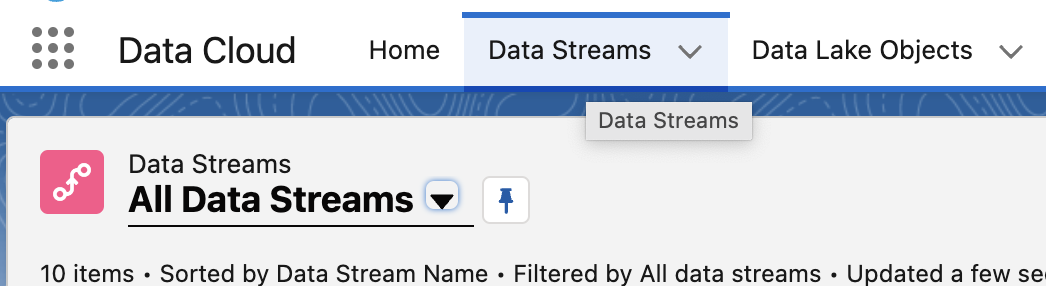 Data Cloud Home Data Streams Data Lake Objects
Data Streams
Data Streams
All Data Streams
10 items • Sorted by Data Stream Name • Filtered by All data streams • Updated a few